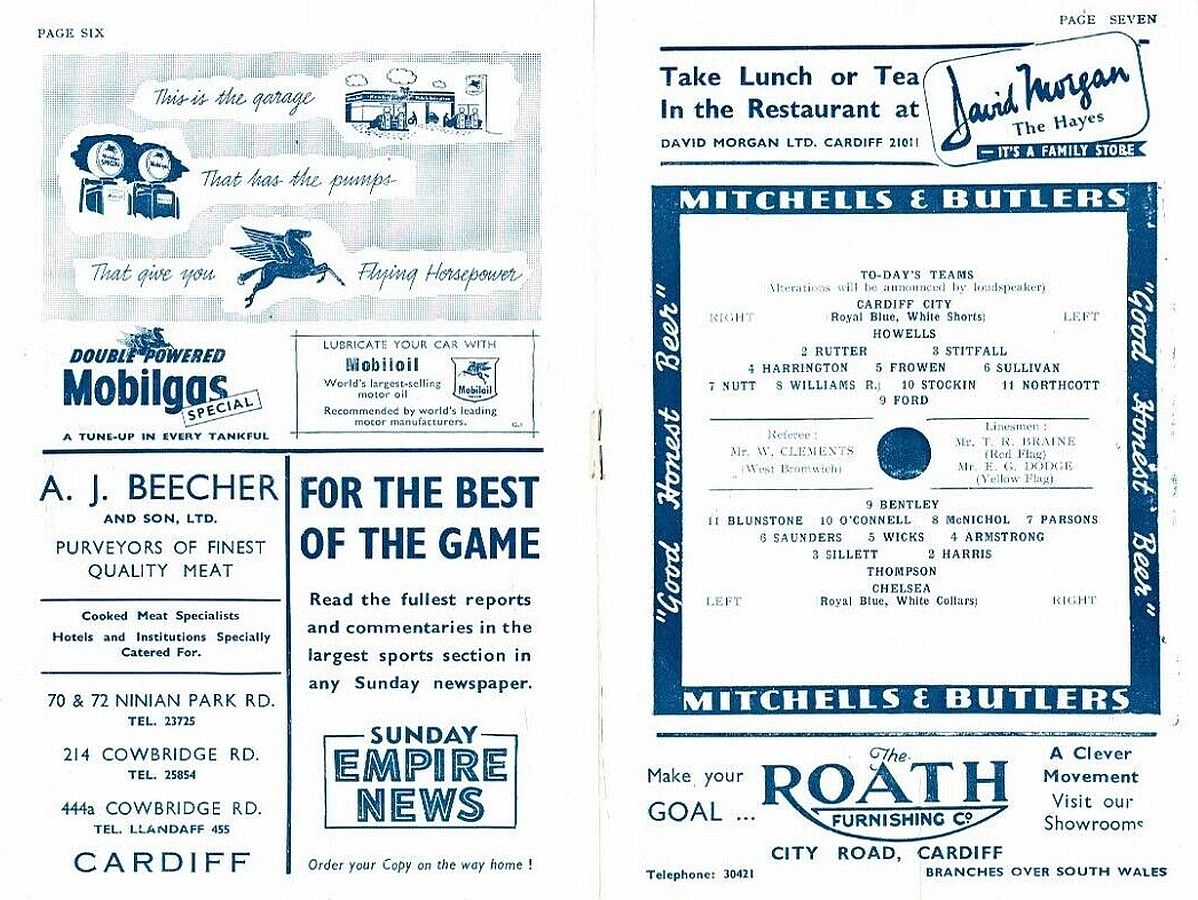 PAGE SIX
This is the garage
That has the pumps
That give you Flying Horsepower
DOUBLE POWERED
Mobilgas
SPECIAL
A TUNE-UP IN EVERY TANKFUL
LUBRICATE YOUR CAR WITH
Mobiloil
World's largest-selling
motor oil
Mobiloil
Recommended by world's leading
motor manufacturers.
A. J. BEECHER
AND SON, LTD.
PURVEYORS OF FINEST
QUALITY MEAT
Cooked Meat Specialists
Hotels and Institutions Specially
Catered For.
70 & 72 NINIAN PARK RD.
TEL. 23725
214 COWBRIDGE RD.
TEL. 25854
444a COWBRIDGE RD.
TEL. LLANDAFF 455
CARDIFF
FOR THE BEST
OF THE GAME
Read the fullest reports
and commentaries in the
largest sports section in
any Sunday newspaper.
SUNDAY
EMPIRE
NEWS
Order your Copy on the way home !
PAGE SEVEN
Take Lunch or Tea
In the Restaurant at
DAVID MORGAN LTD. CARDIFF 21011
David Morgan
The Hayes
IT'S A FAMILY STORE
MITCHELLS & BUTLERS
"Good Honest Beer"
TO-DAY'S TEAMS
(Alterations will be announced by loudspeaker)
CARDIFF CITY
RIGHT (Royal Blue, White Shorts) LEFT
HOWELLS
2 RUTTER 3 STITFALL
4 HARRINGTON 5 FROWEN 6 SULLIVAN
7 NUTT 8 WILLIAMS R.) 10 STOCKIN 11 NORTHCOTT
9 FORD
Referee :
Mr. W. CLEMENTS
(West Bromwich)
Linesmen :
Mr. T. R. BRAINE
(Red Flag)
Mr. E. G. DODGE
(Yellow Flag)
9 BENTLEY
11 BLUNSTONE 10 O'CONNELL 8 McNICHOL 7 PARSONS
6 SAUNDERS 5 WICKS 4 ARMSTRONG
3 SILLETT 2 HARRIS
THOMPSON
CHELSEA
LEFT Royal Blue, White Collars) RIGHT
"Good Honest Beer"
MITCHELLS & BUTLERS
Make your
GOAL ...
The
ROATH
FURNISHING Co.
CITY ROAD, CARDIFF
A Clever
Movement
Visit our
Showrooms
Telephone: 30421
BRANCHES OVER SOUTH WALES